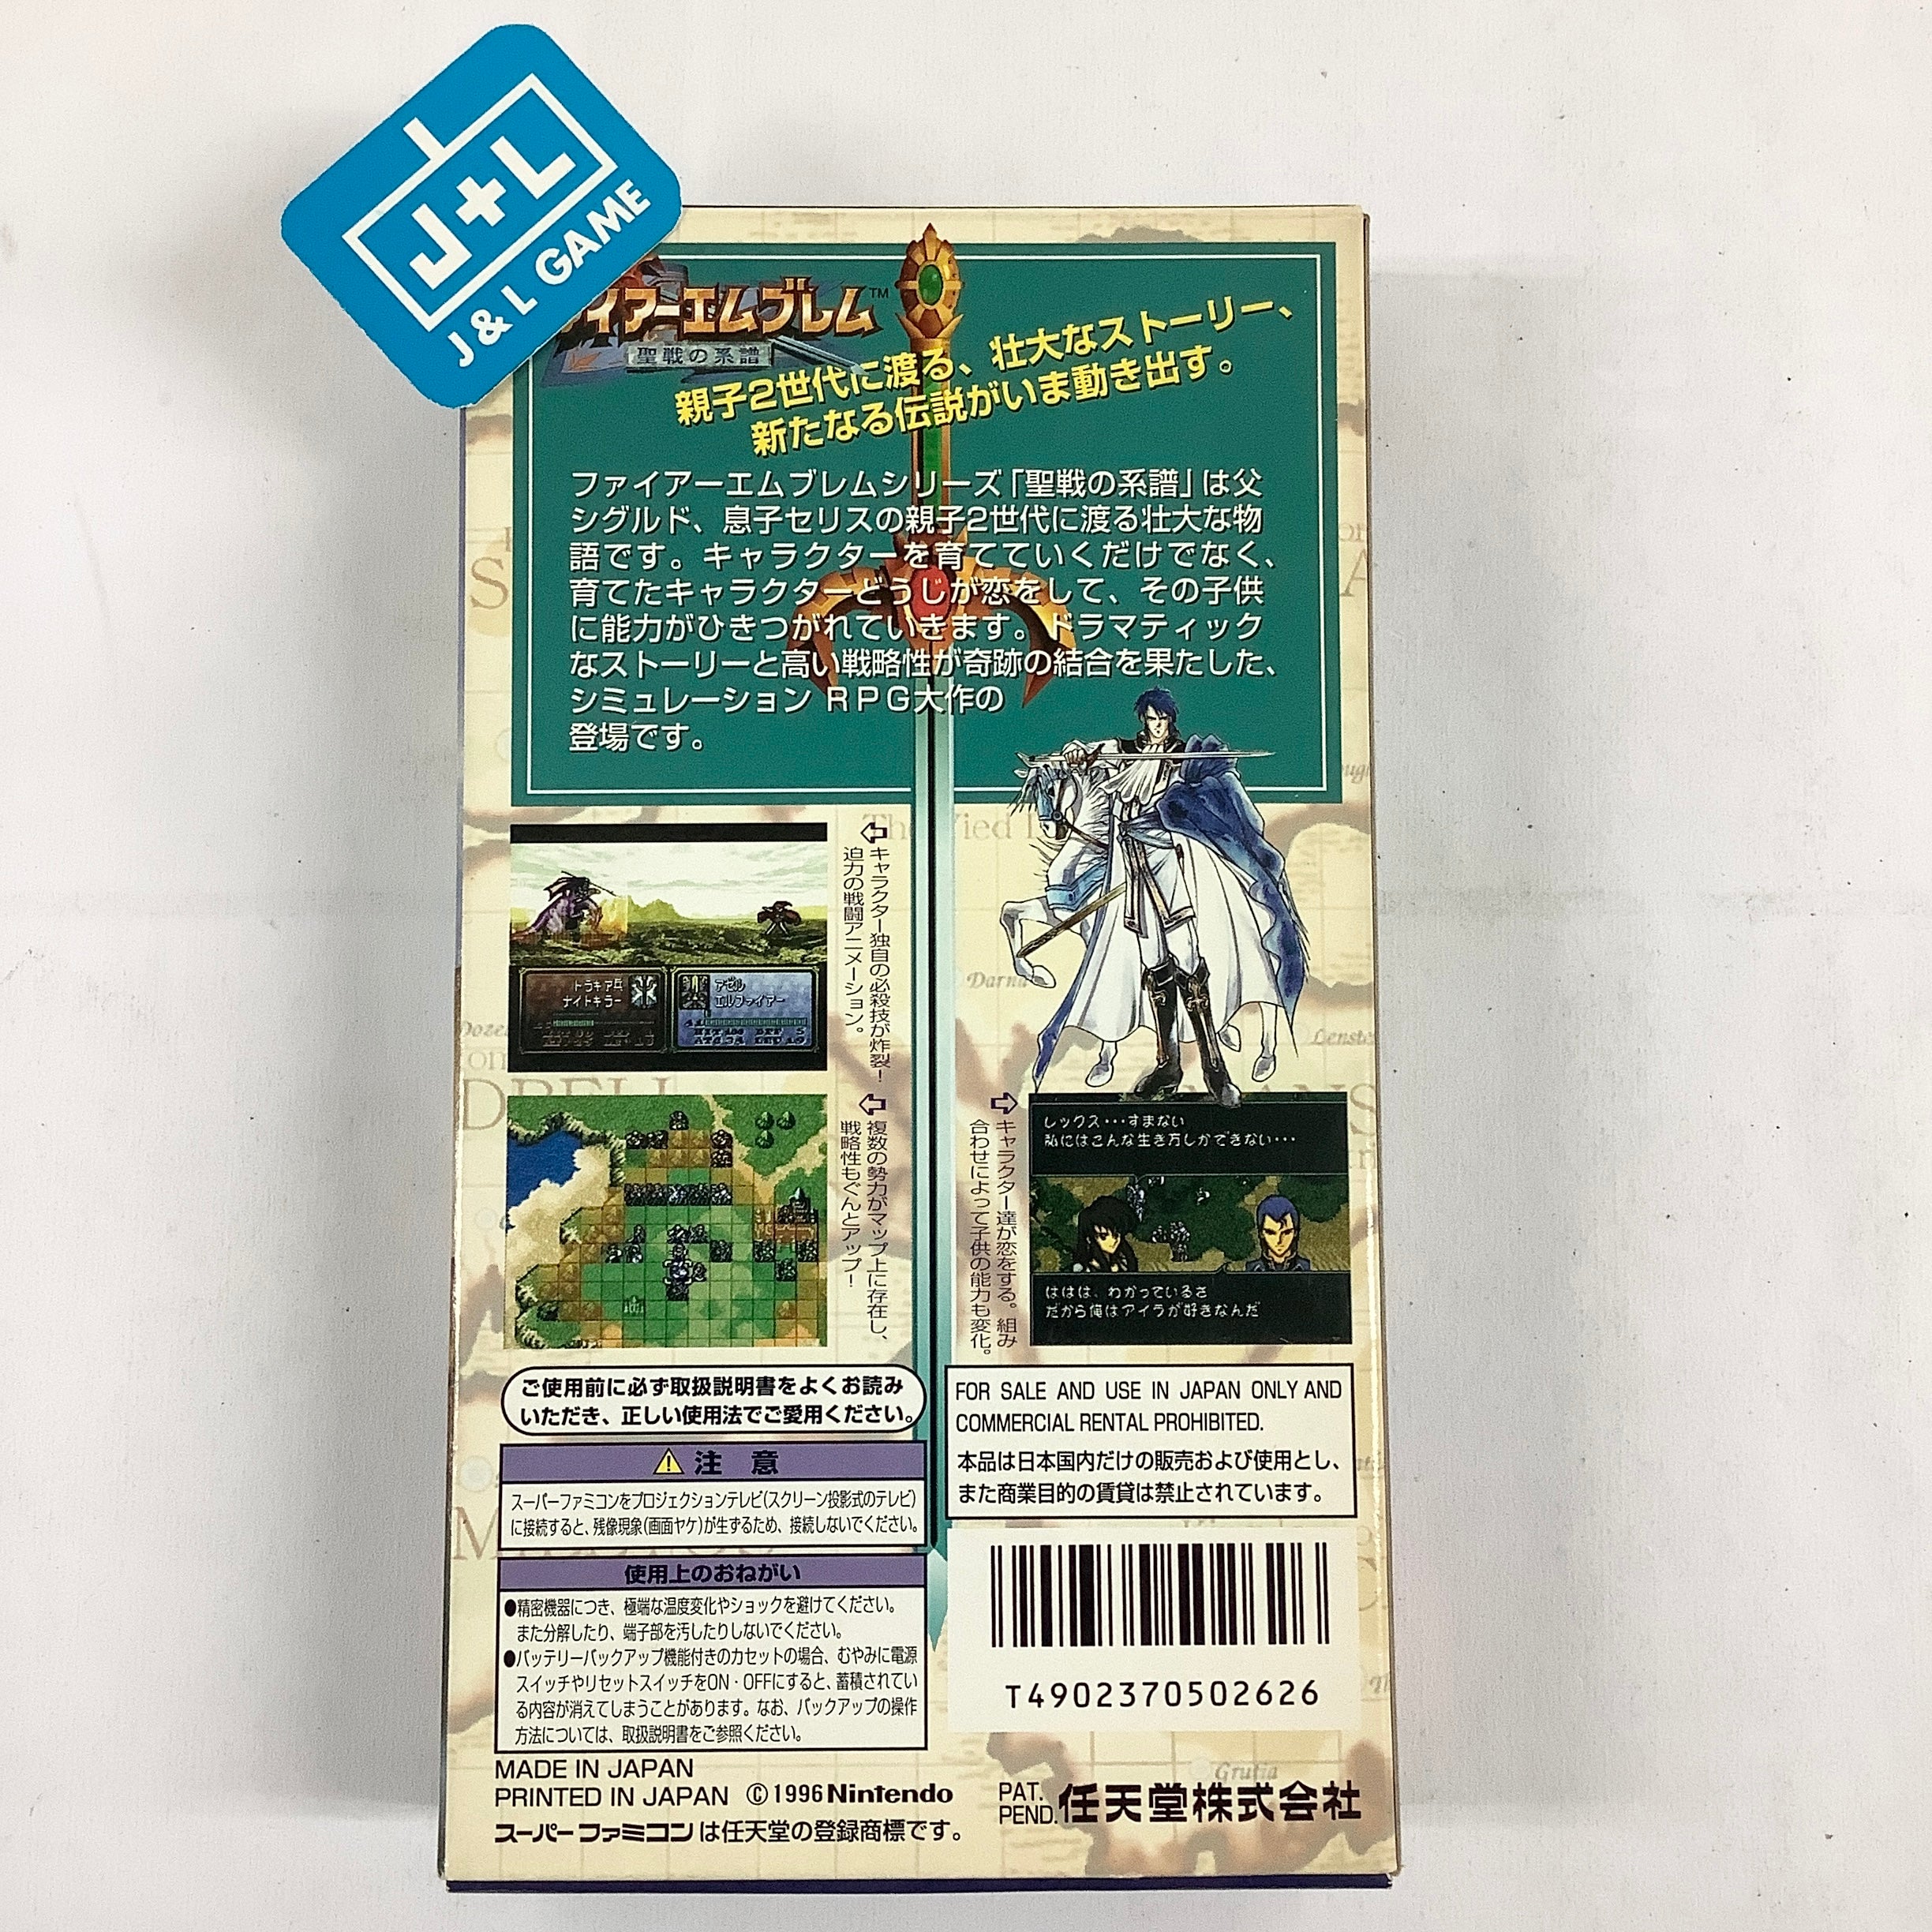 J+L
J&L GAME
ァイアーエムブレム™
聖戦の系譜
親子2世代に渡る、壮大なストーリー、
新たなる伝説がいま動き出す。
ファイアーエムブレムシリーズ「聖戦の系譜」は父
シグルド、息子セリスの親子2世代に渡る壮大な物
語です。キャラクターを育てていくだけでなく、
育てたキャラクターどうじが恋をして、その子供
に能力がひきつがれていきます。ドラマティック
なストーリーと高い戦略性が奇跡の結合を果たした、
シミュレーション RPG大作の
登場です。
キャラクター独自の必殺技が炸裂!
迫力の戦闘アニメーション。
トラキア兵
ナイトキラー
アゼル
エルファイアー
複数の勢力がマップ上に存在し、
戦略性もぐんとアップ!
キャラクター達が恋をする。組み
合わせによって子供の能力も変化。
レックス・・・すまない
私にはこんな生き方しかできない・・・
ははは、わかっているさ
だから俺はアイラが好きなんだ
Darna
ご使用前に必ず取扱説明書をよくお読み
いただき、正しい使用法でご愛用ください。
⚠注 意
スーパーファミコンをプロジェクションテレビ(スクリーン投影式のテレビ)
に接続すると、残像現象(画面ヤケ)が生ずるため、接続しないでください。
使用上のおねがい
●精密機器につき、極端な温度変化やショックを避けてください。
また分解したり、端子部を汚したりしないでください。
●バッテリーバックアップ機能付きのカセットの場合、むやみに電源
スイッチやリセットスイッチをON・OFFにすると、蓄積されてい
る内容が消えてしまうことがあります。なお、バックアップの操作
方法については、取扱説明書をご参照ください。
FOR SALE AND USE IN JAPAN ONLY AND
COMMERCIAL RENTAL PROHIBITED.
本品は日本国内だけの販売および使用とし、
また商業目的の賃貸は禁止されています。
T4902370502626
Grutia
MADE IN JAPAN
PRINTED IN JAPAN ©1996 Nintendo
スーパーファミコンは任天堂の登録商標です。
PAT.
PEND. 任天堂株式会社